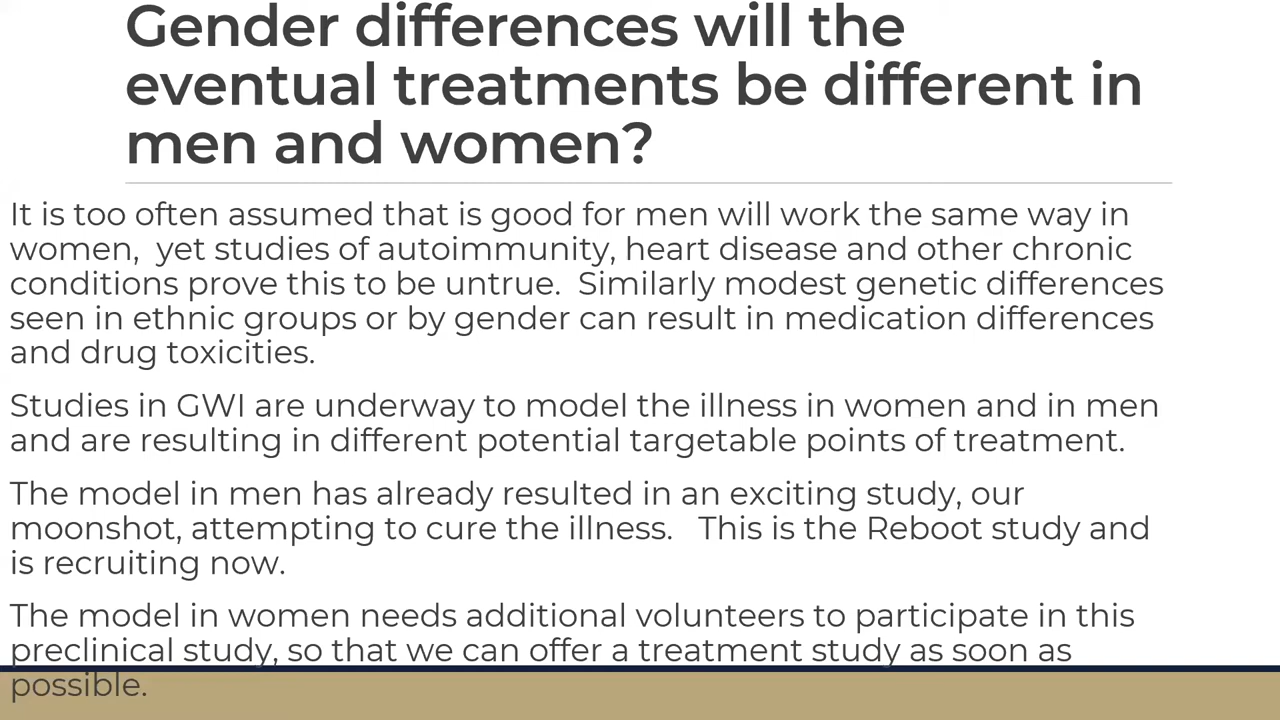 Gender differences will the
eventual treatments be different in
men and women?
It is too often assumed that is good for men will work the same way in
women,  yet studies of autoimmunity, heart disease and other chronic
conditions prove this to be untrue.  Similarly modest genetic differences
seen in ethnic groups or by gender can result in medication differences
and drug toxicities.
Studies in GWI are underway to model the illness in women and in men
and are resulting in different potential targetable points of treatment.
The model in men has already resulted in an exciting study, our
moonshot, attempting to cure the illness.   This is the Reboot study and
is recruiting now.
The model in women needs additional volunteers to participate in this
preclinical study, so that we can offer a treatment study as soon as
possible.